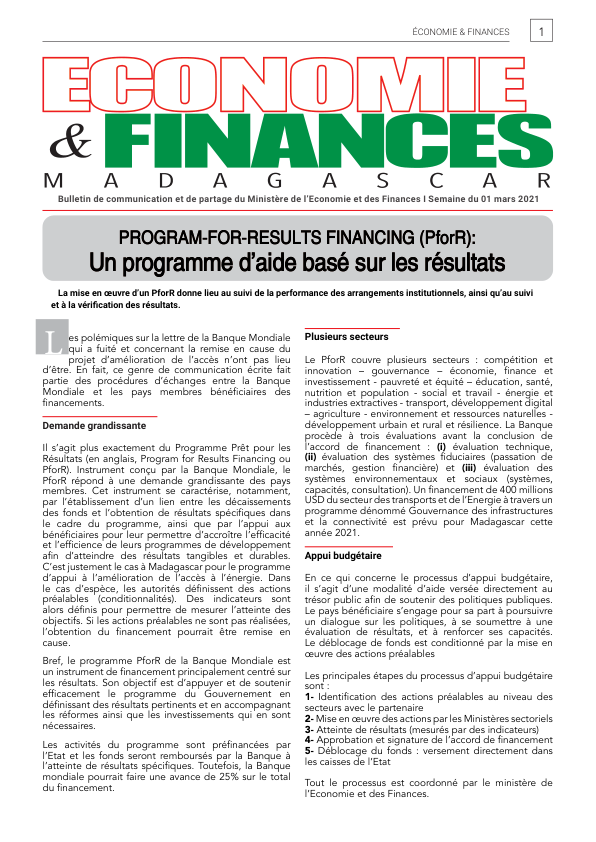 ÉCONOMIE & FINANCES
1
ECONOMIE
& FINANCES
MADAGASCAR
Bulletin de communication et de partage du Ministère de l'Economie et des Finances I Semaine du 01 mars 2021
PROGRAM-FOR-RESULTS FINANCING (PforR):
Un programme d'aide basé sur les résultats
La mise en œuvre d'un PforR donne lieu au suivi de la performance des arrangements institutionnels, ainsi qu'au suivi
et à la vérification des résultats.
Les polémiques sur la lettre de la Banque Mondiale
qui a fuité et concernant la remise en cause du
projet d'amélioration de l'accès n'ont pas lieu
d'être. En fait, ce genre de communication écrite fait
partie des procédures d'échanges entre la Banque
Mondiale et les pays membres bénéficiaires des
financements.
Demande grandissante
Il s'agit plus exactement du Programme Prêt pour les
Résultats (en anglais, Program for Results Financing ou
PforR). Instrument conçu par la Banque Mondiale, le
PforR répond à une demande grandissante des pays
membres. Cet instrument se caractérise, notamment,
par l'établissement d'un lien entre les décaissements
des fonds et l'obtention de résultats spécifiques dans
le cadre du programme, ainsi que par l'appui aux
bénéficiaires pour leur permettre d'accroître l'efficacité
et l'efficience de leurs programmes de développement
afin d'atteindre des résultats tangibles et durables.
C'est justement le cas à Madagascar pour le programme
d'appui à l'amélioration de l'accès à l'énergie. Dans
le cas d'espèce, les autorités définissent des actions
préalables (conditionnalités). Des indicateurs sont
alors définis pour permettre de mesurer l'atteinte des
objectifs. Si les actions préalables ne sont pas réalisées,
l'obtention du financement pourrait être remise en
cause.
Bref, le programme PforR de la Banque Mondiale est
un instrument de financement principalement centré sur
les résultats. Son objectif est d'appuyer et de soutenir
efficacement le programme du Gouvernement en
définissant des résultats pertinents et en accompagnant
les réformes ainsi que les investissements qui en sont
nécessaires.
Les activités du programme sont préfinancées par
l'Etat et les fonds seront remboursés par la Banque à
l'atteinte de résultats spécifiques. Toutefois, la Banque
mondiale pourrait faire une avance de 25% sur le total
du financement.
Plusieurs secteurs
Le PforR couvre plusieurs secteurs : compétition et
innovation – gouvernance – économie, finance et
investissement - pauvreté et équité – éducation, santé,
nutrition et population - social et travail - énergie et
industries extractives - transport, développement digital
– agriculture - environnement et ressources naturelles -
développement urbain et rural et résilience. La Banque
procède à trois évaluations avant la conclusion de
l'accord de financement : (i) évaluation technique,
(ii) évaluation des systèmes fiduciaires (passation de
marchés, gestion financière) et (iii) évaluation des
systèmes environnementaux et sociaux (systèmes,
capacités, consultation). Un financement de 400 millions
USD du secteur des transports et de l'Energie à travers un
programme dénommé Gouvernance des infrastructures
et la connectivité est prévu pour Madagascar cette
année 2021.
Appui budgétaire
En ce qui concerne le processus d'appui budgétaire,
il s'agit d'une modalité d'aide versée directement au
trésor public afin de soutenir des politiques publiques.
Le pays bénéficiaire s'engage pour sa part à poursuivre
un dialogue sur les politiques, à se soumettre à une
évaluation de résultats, et à renforcer ses capacités.
Le déblocage de fonds est conditionné par la mise en
œuvre des actions préalables
Les principales étapes du processus d'appui budgétaire
sont :
1- Identification des actions préalables au niveau des
secteurs avec le partenaire
2- Mise en œuvre des actions par les Ministères sectoriels
3- Atteinte de résultats (mesurés par des indicateurs)
4- Approbation et signature de l'accord de financement
5- Déblocage du fonds : versement directement dans
les caisses de l'Etat
Tout le processus est coordonné par le ministère de
l'Economie et des Finances.